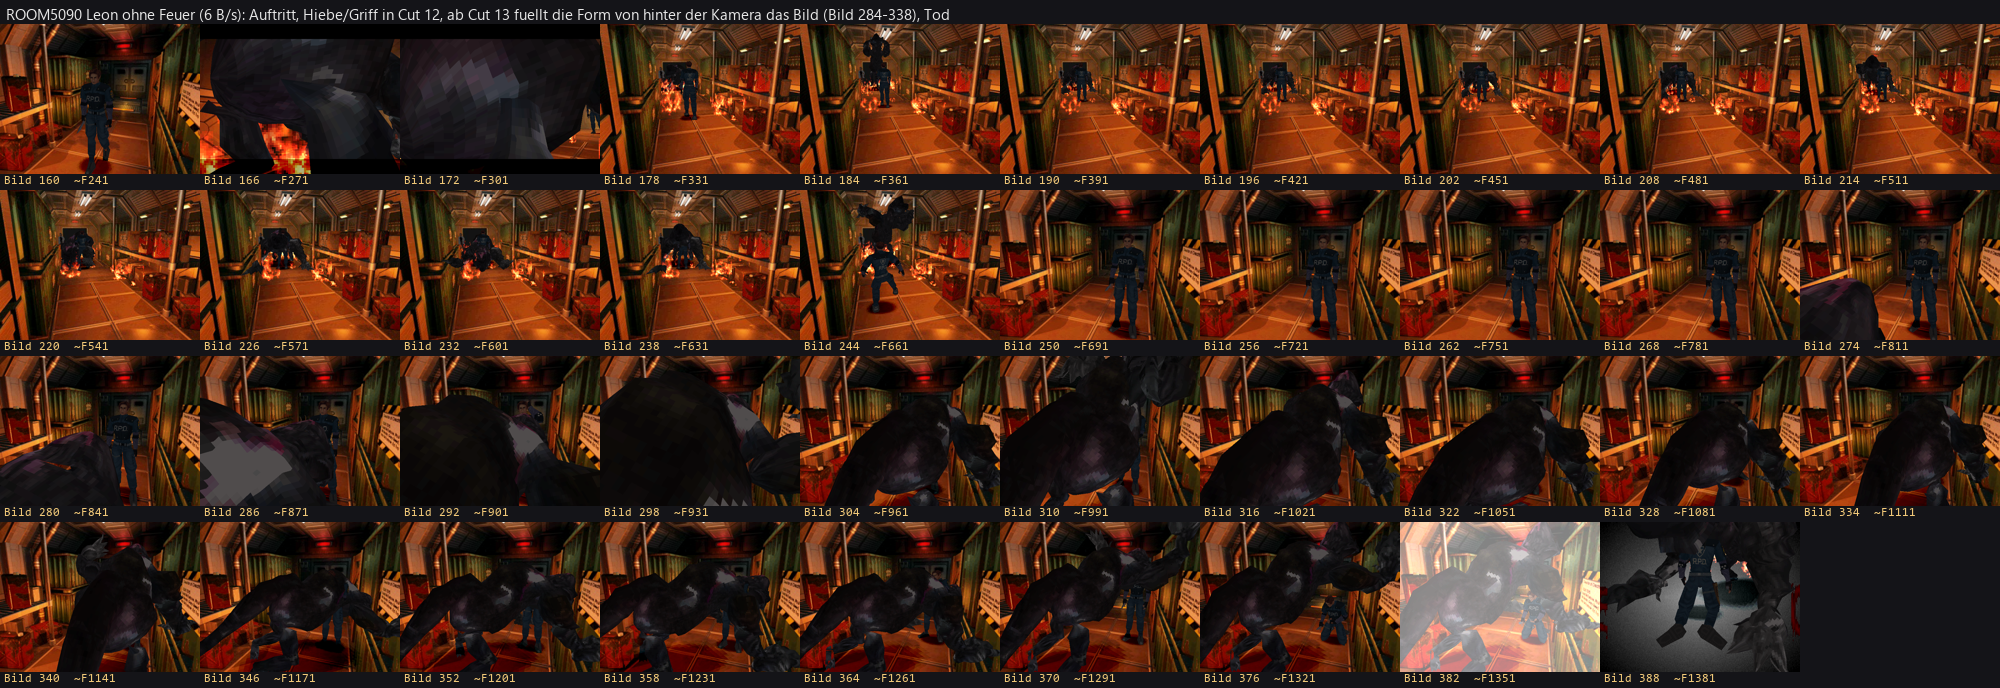 ROOM5090 Leon ohne Feuer (6 B/s): Auftritt, Hiebe/Griff in Cut 12, ab Cut 13 fuellt die Form von hinter der Kamera das Bild (Bild 284-338), Tod
Bild 160 ~F241
Bild 166 ~F271
Bild 172 ~F301
Bild 178 ~F331
Bild 184 ~F361
Bild 190 ~F391
Bild 196 ~F421
Bild 202 ~F451
Bild 208 ~F481
Bild 214 ~F511
Bild 220 ~F541
Bild 226 ~F571
Bild 232 ~F601
Bild 238 ~F631
Bild 244 ~F661
Bild 250 ~F691
Bild 256 ~F721
Bild 262 ~F751
Bild 268 ~F781
Bild 274 ~F811
Bild 280 ~F841
Bild 286 ~F871
Bild 292 ~F901
Bild 298 ~F931
Bild 304 ~F961
Bild 310 ~F991
Bild 316 ~F1021
Bild 322 ~F1051
Bild 328 ~F1081
Bild 334 ~F1111
Bild 340 ~F1141
Bild 346 ~F1171
Bild 352 ~F1201
Bild 358 ~F1231
Bild 364 ~F1261
Bild 370 ~F1291
Bild 376 ~F1321
Bild 382 ~F1351
Bild 388 ~F1381